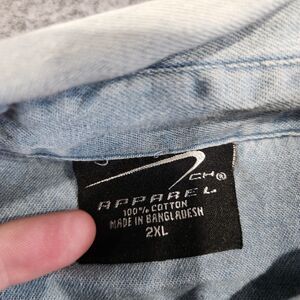 CH®
APPAREL
100% COTTON
MADE IN BANGLADESH
2XL